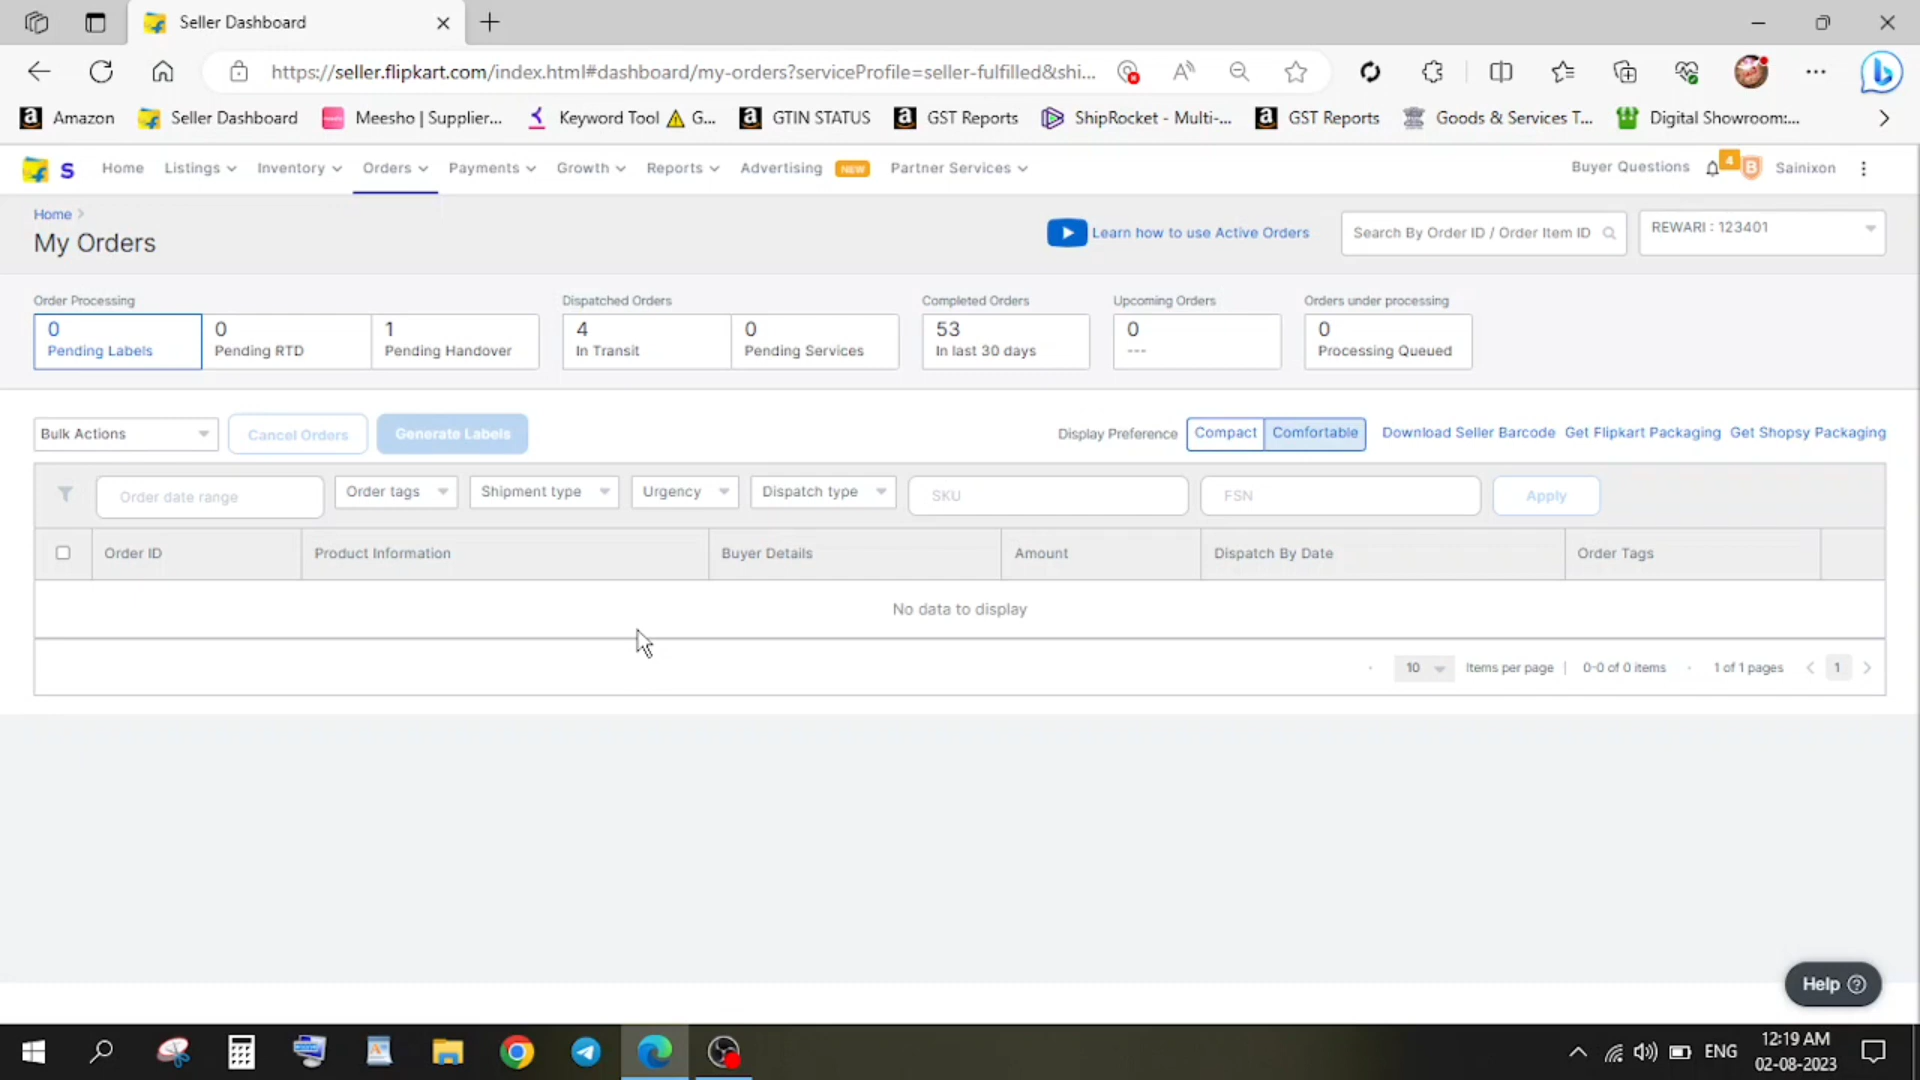 Seller Dashboard
https://seller.flipkart.com/index.html#dashboard/my-orders?serviceProfile=seller-fulfilled&shi...
Amazon Seller Dashboard Meesho | Supplier... Keyword Tool G... GTIN STATUS GST Reports ShipRocket - Multi-... GST Reports Goods & Services T... Digital Showroom:...
S Home Listings Inventory Orders Payments Growth Reports Advertising NEW Partner Services Buyer Questions 4 B Sainixon
Home
My Orders
Learn how to use Active Orders Search By Order ID / Order Item ID REWARI : 123401
Order Processing Dispatched Orders Completed Orders Upcoming Orders Orders under processing
0 0 1 4 0 53 0 0
Pending Labels Pending RTD Pending Handover In Transit Pending Services In last 30 days --- Processing Queued
Bulk Actions Cancel Orders Generate Labels Display Preference Compact Comfortable Download Seller Barcode Get Flipkart Packaging Get Shopsy Packaging
Order date range Order tags Shipment type Urgency Dispatch type SKU FSN Apply
Order ID Product Information Buyer Details Amount Dispatch By Date Order Tags
No data to display
10 Items per page | 0-0 of 0 items 1 of 1 pages 1
Help
ENG 12:19 AM
02-08-2023